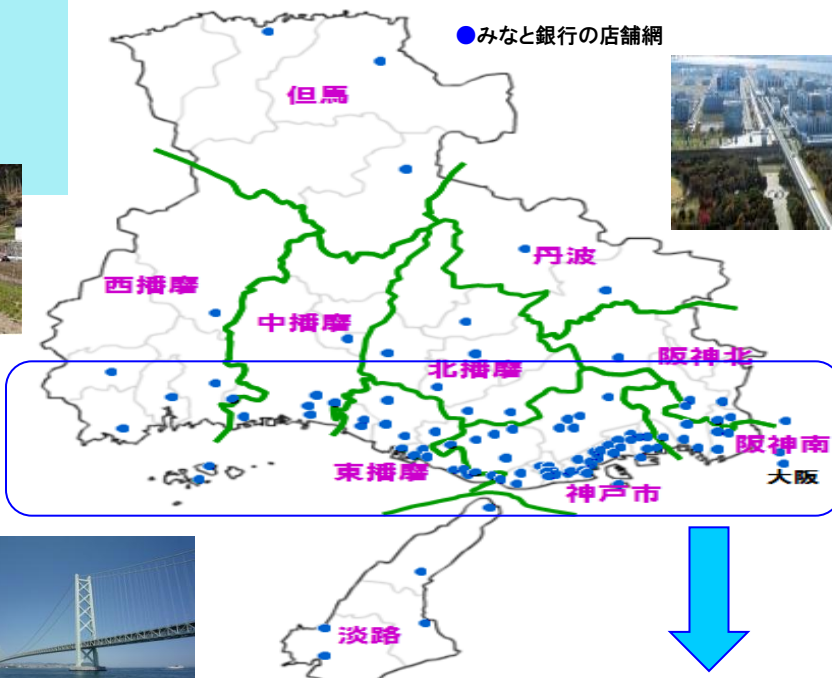 ●みなと銀行の店舗網
但馬
丹波
西播磨
中播磨
阪神北
北播磨
阪神南
東播磨
大阪
神戸市
淡路